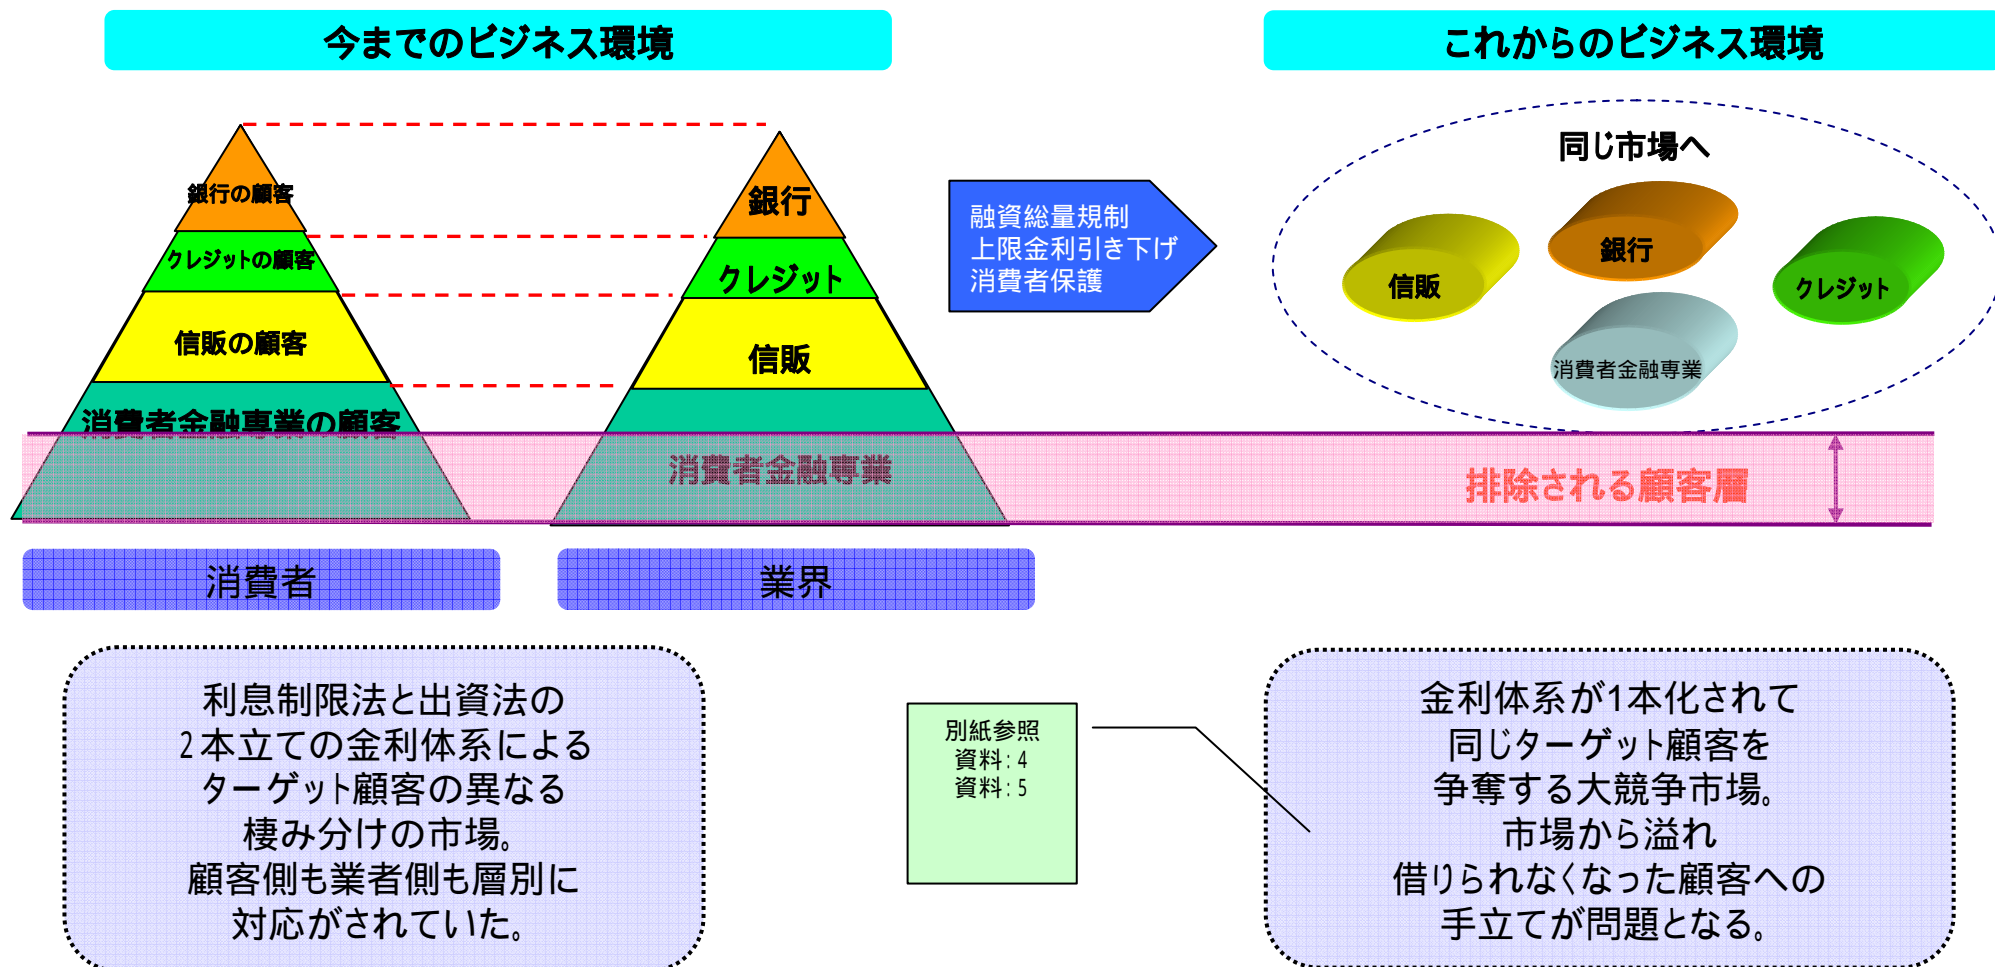 今までのビジネス環境
これからのビジネス環境
銀行の顧客
クレジットの顧客
信販の顧客
消費者金融専業の顧客
銀行
クレジット
信販
消費者金融専業
融資総量規制
上限金利引き下げ
消費者保護
同じ市場へ
銀行
信販
クレジット
消費者金融専業
排除される顧客層
消費者
業界
利息制限法と出資法の
2本立ての金利体系による
ターゲット顧客の異なる
棲み分けの市場。
顧客側も業者側も層別に
対応がされていた。
別紙参照
資料:4
資料:5
金利体系が1本化されて
同じターゲット顧客を
争奪する大競争市場。
市場から溢れ
借りられなくなった顧客への
手立てが問題となる。